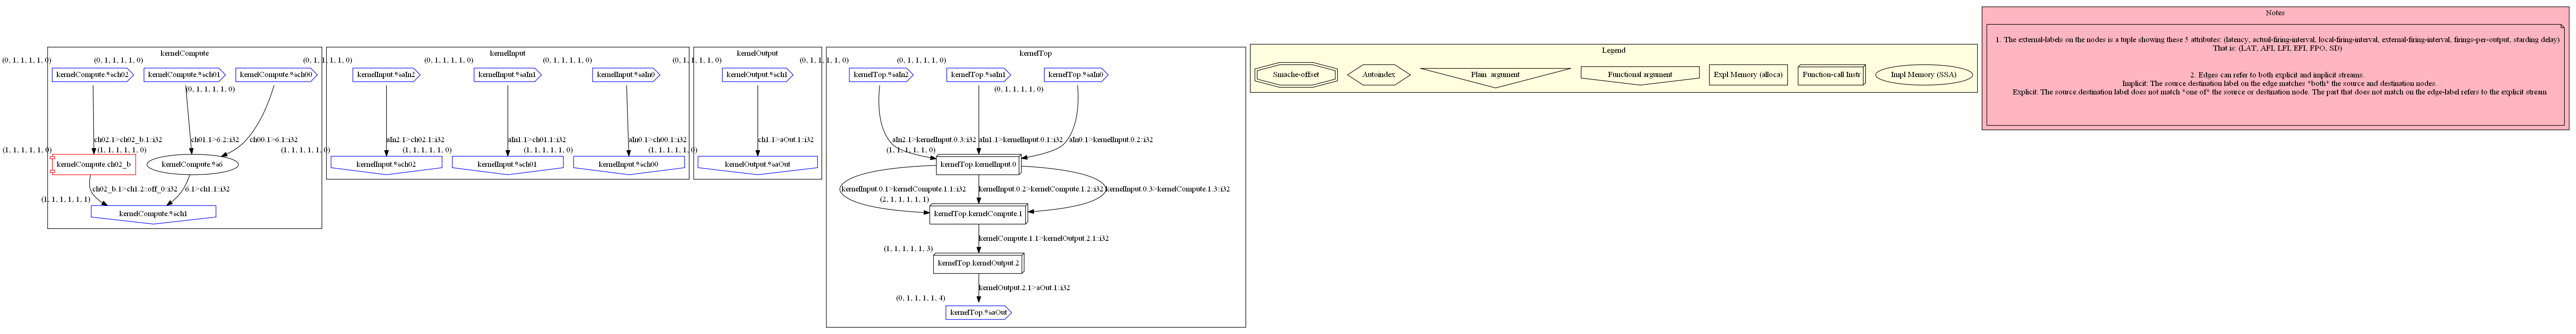 kernelCompute
(0, 1, 1, 1, 1, 0)
kernelCompute.%ch02
(0, 1, 1, 1, 1, 0)
kernelCompute.%ch01
(0, 1, 1, 1, 1, 0)
kernelCompute.%ch00
ch02.1>ch02_b.1:i32
ch01.1>6.2:i32
ch00.1>6.1:i32
(1, 1, 1, 1, 1, 0)
kernelCompute.ch02_b
(1, 1, 1, 1, 1, 0)
kernelCompute.%6
ch02_b.1>ch1.2::off_0:i32
6.1>ch1.1:i32
(1, 1, 1, 1, 1, 1)
kernelCompute.%ch1
kernelInput
(0, 1, 1, 1, 1, 0)
kernelInput.%aIn2
(0, 1, 1, 1, 1, 0)
kernelInput.%aIn1
(0, 1, 1, 1, 1, 0)
kernelInput.%aIn0
aIn2.1>ch02.1:i32
aIn1.1>ch01.1:i32
aIn0.1>ch00.1:i32
(1, 1, 1, 1, 1, 0)
kernelInput.%ch02
(1, 1, 1, 1, 1, 0)
kernelInput.%ch01
(1, 1, 1, 1, 1, 0)
kernelInput.%ch00
kernelOutput
(0, 1, 1, 1, 1, 0)
kernelOutput.%ch1
ch1.1>aOut.1:i32
(1, 1, 1, 1, 1, 0)
kernelOutput.%aOut
kernelTop
(0, 1, 1, 1, 1, 0)
kernelTop.%aIn2
(0, 1, 1, 1, 1, 0)
kernelTop.%aIn1
(0, 1, 1, 1, 1, 0)
kernelTop.%aIn0
aIn2.1>kernelInput.0.3:i32
aIn1.1>kernelInput.0.1:i32
aIn0.1>kernelInput.0.2:i32
(1, 1, 1, 1, 1, 0)
kernelTop.kernelInput.0
kernelInput.0.1>kernelCompute.1.1:i32
kernelInput.0.2>kernelCompute.1.2:i32
kernelInput.0.3>kernelCompute.1.3:i32
(2, 1, 1, 1, 1, 1)
kernelTop.kernelCompute.1
kernelCompute.1.1>kernelOutput.2.1:i32
(1, 1, 1, 1, 1, 3)
kernelTop.kernelOutput.2
kernelOutput.2.1>aOut.1:i32
(0, 1, 1, 1, 1, 4)
kernelTop.%aOut
Legend
Smache-offset
Autoindex
Plain argument
Functional argument
Expl Memory (alloca)
Function-call Instr
Impl Memory (SSA)
Notes
1. The external-labels on the nodes is a tuple showing these 5 attributes: (latency, actual-firing-interval, local-firing-interval, external-firing-interval, firings-per-output, starding delay)
That is: (LAT, AFI, LFI, EFI, FPO, SD)
2. Edges can refer to both explicit and implicit streams.
Implicit: The source.destination label on the edge matches *both* the source and destination nodes.
Explicit: The source.destination label does not match *one of* the source or destination node. The part that does not match on the edge-label refers to the explicit stream